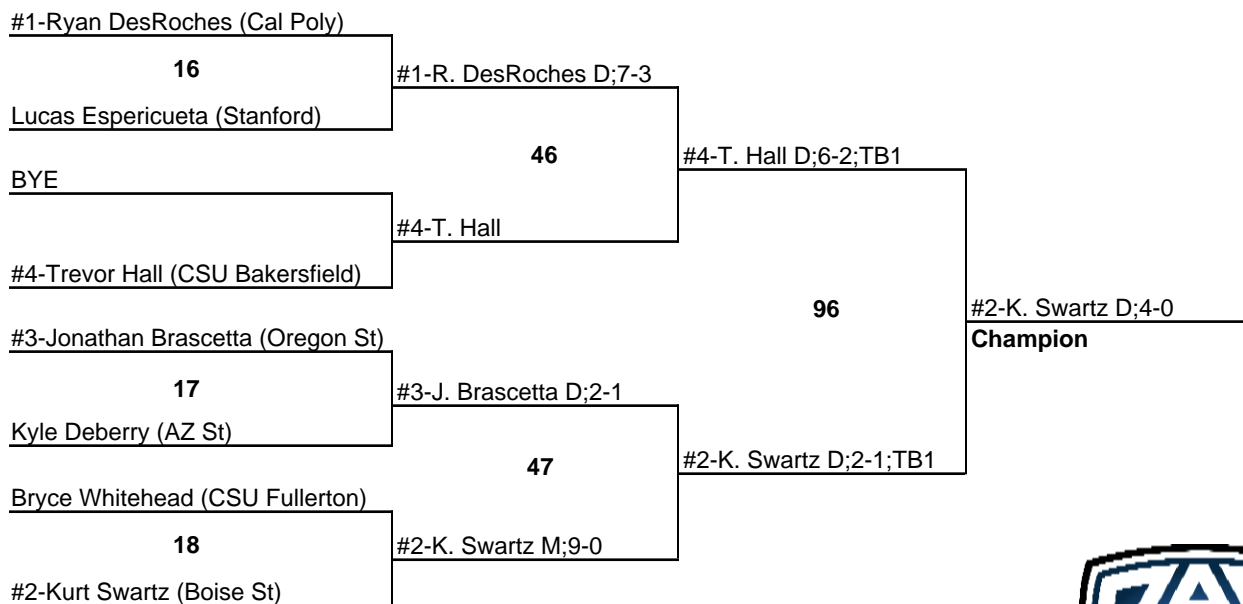 #1-Ryan DesRoches (Cal Poly)
16
#1-R. DesRoches D;7-3
Lucas Espericueta (Stanford)
46
#4-T. Hall D;6-2;TB1
BYE
#4-T. Hall
#4-Trevor Hall (CSU Bakersfield)
96
#2-K. Swartz D;4-0
Champion
#3-Jonathan Brascetta (Oregon St)
17
#3-J. Brascetta D;2-1
Kyle Deberry (AZ St)
47
#2-K. Swartz D;2-1;TB1
Bryce Whitehead (CSU Fullerton)
18
#2-K. Swartz M;9-0
#2-Kurt Swartz (Boise St)